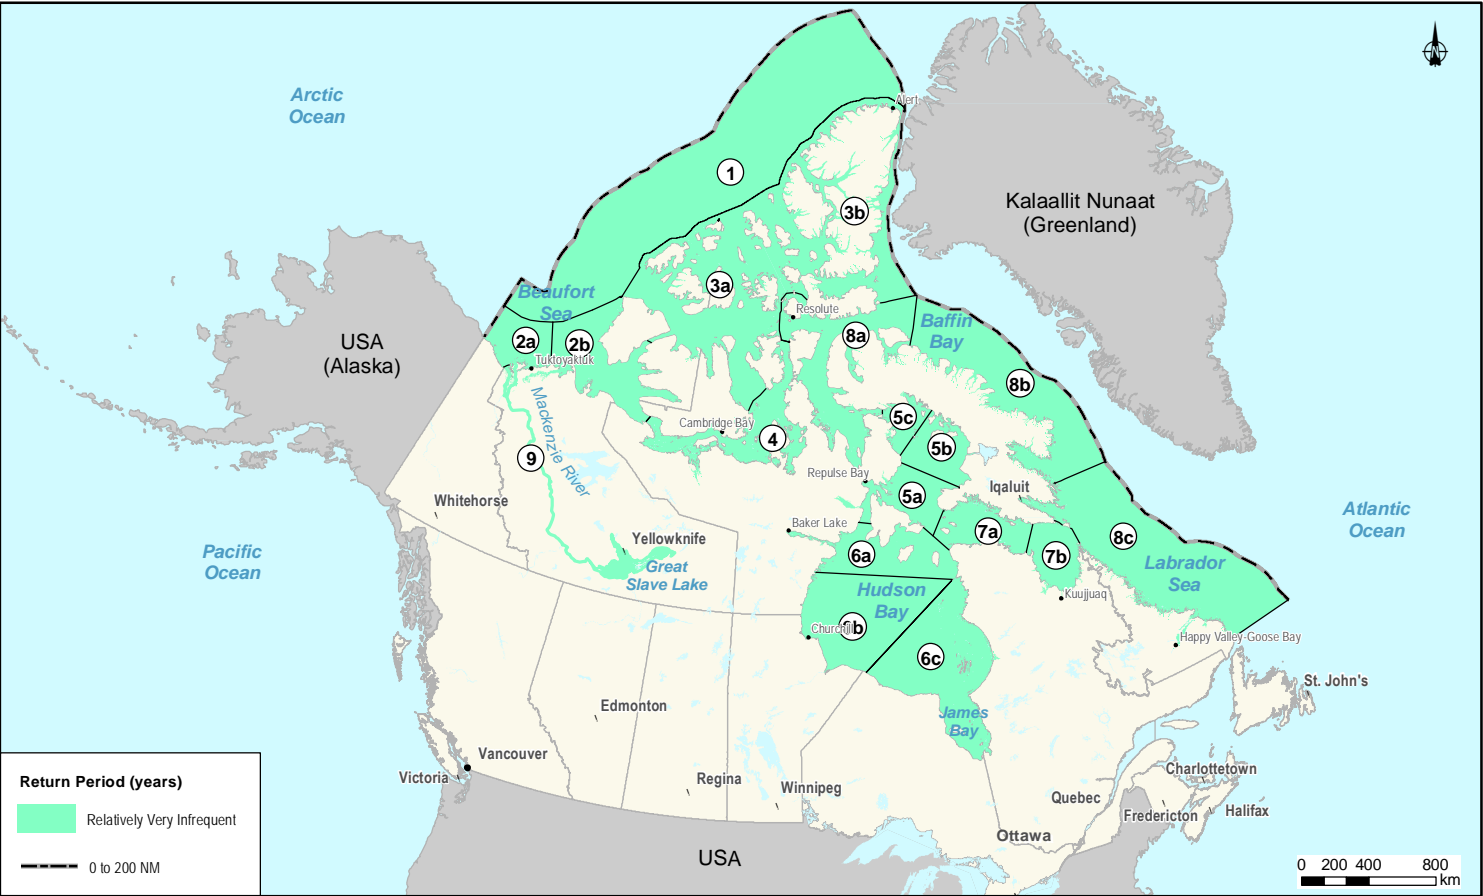 Arctic
Ocean
Alert
1
3b
Kalaallit Nunaat
(Greenland)
3a
Beaufort
Sea
Resolute
Baffin
Bay
USA
(Alaska)
2a
2b
8a
Tuktoyaktuk
8b
Mackenzie River
Cambridge Bay
4
5c
5b
9
Repulse Bay
5a
Iqaluit
Whitehorse
Baker Lake
7a
8c
Atlantic
Ocean
Pacific
Ocean
Yellowknife
Great
Slave Lake
6a
7b
Labrador
Sea
Hudson
Bay
Kuujjuaq
Churchill
6c
Happy Valley-Goose Bay
St. John's
Edmonton
James
Bay
Vancouver
Victoria
Regina
Winnipeg
Charlottetown
Quebec
Halifax
Fredericton
Ottawa
USA
Return Period (years)
Relatively Very Infrequent
0 to 200 NM
0 200 400 800
km